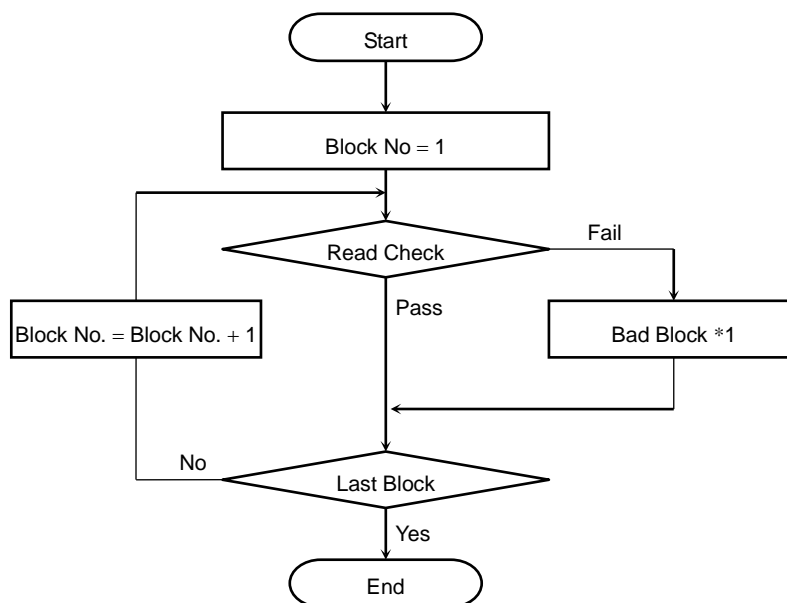 Start
Block No = 1
Read Check
Fail
Pass
Block No. = Block No. + 1
Bad Block *1
No
Last Block
Yes
End